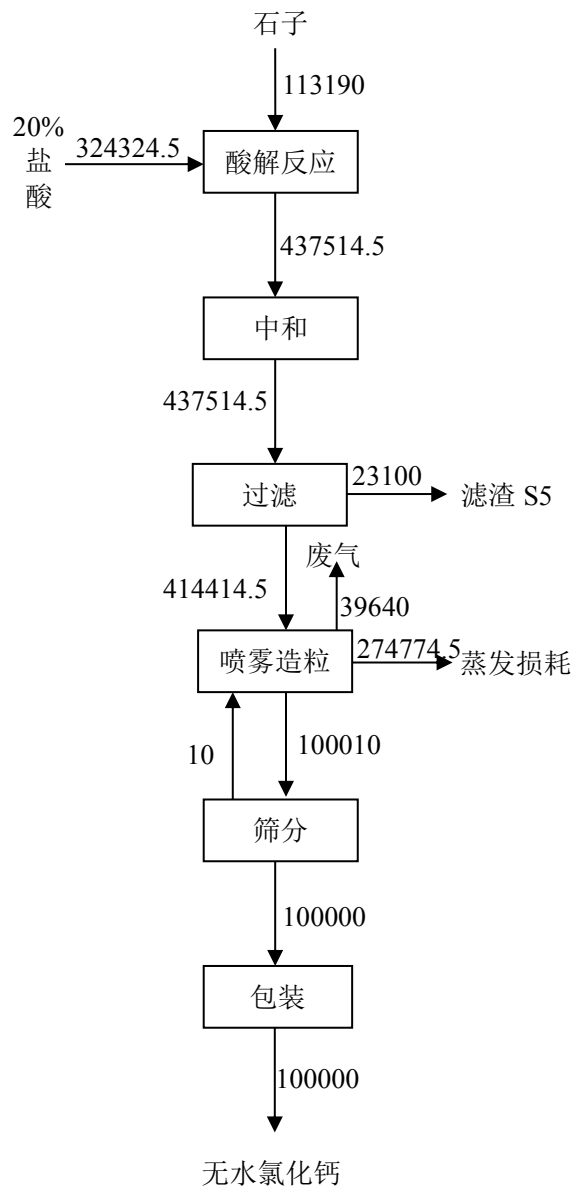 石子
113190
20%
盐
酸
324324.5
酸解反应
437514.5
中和
437514.5
过滤
23100
滤渣 S5
废气
414414.5
39640
喷雾造粒
274774.5
蒸发损耗
10
100010
筛分
100000
包装
100000
无水氯化钙